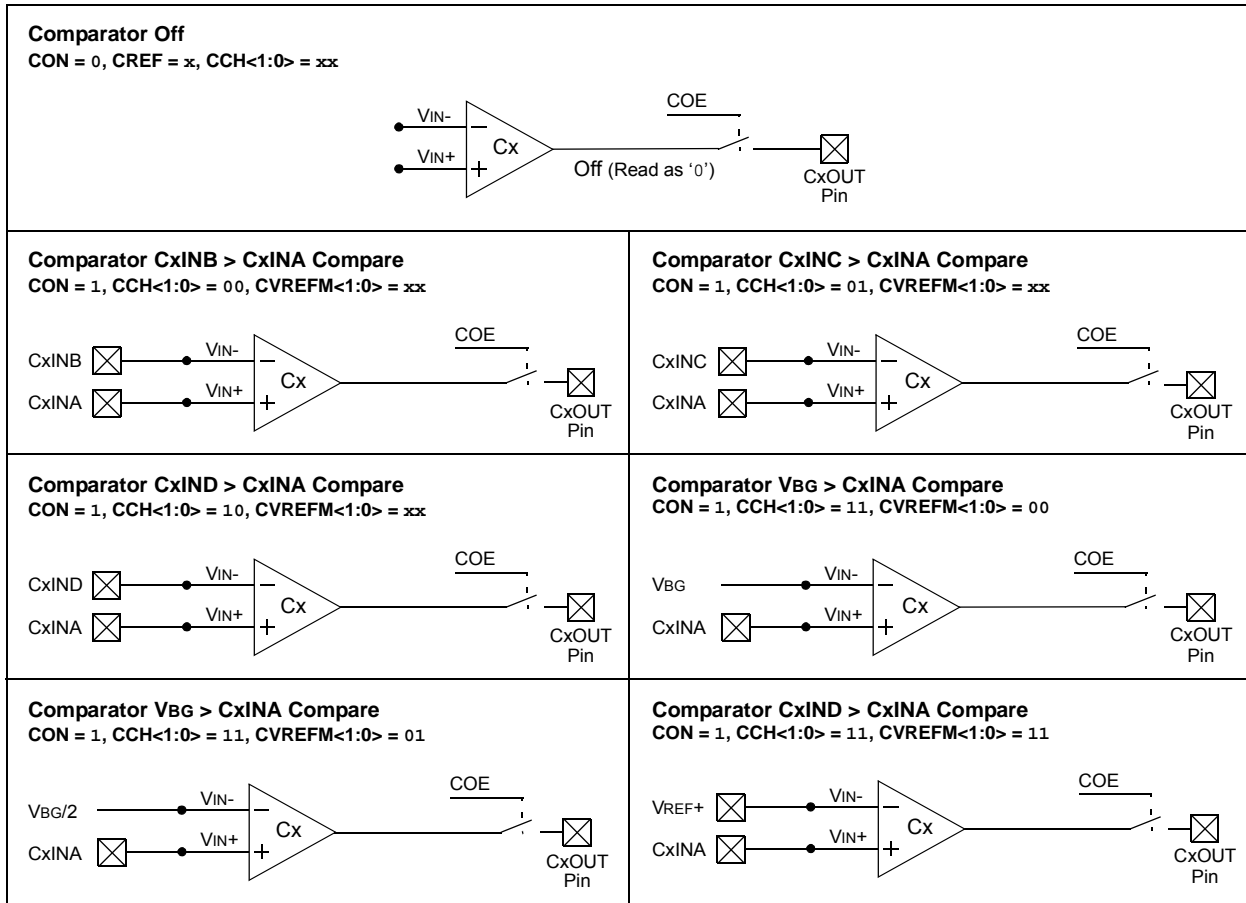 Comparator Off
CON = 0, CREF = x, CCH<1:0> = xx
COE
VIN-
VIN+
Cx
Off (Read as ‘0’)
CxOUT
Pin
Comparator CxINB > CxINA Compare
CON = 1, CCH<1:0> = 00, CVREFM<1:0> = xx
COE
CxINB
VIN-
CxINA
VIN+
Cx
CxOUT
Pin
Comparator CxINC > CxINA Compare
CON = 1, CCH<1:0> = 01, CVREFM<1:0> = xx
COE
CxINC
VIN-
CxINA
VIN+
Cx
CxOUT
Pin
Comparator CxIND > CxINA Compare
CON = 1, CCH<1:0> = 10, CVREFM<1:0> = xx
COE
CxIND
VIN-
CxINA
VIN+
Cx
CxOUT
Pin
Comparator VBG > CxINA Compare
CON = 1, CCH<1:0> = 11, CVREFM<1:0> = 00
COE
VBG
VIN-
CxINA
VIN+
Cx
CxOUT
Pin
Comparator VBG > CxINA Compare
CON = 1, CCH<1:0> = 11, CVREFM<1:0> = 01
COE
VBG/2
VIN-
CxINA
VIN+
Cx
CxOUT
Pin
Comparator CxIND > CxINA Compare
CON = 1, CCH<1:0> = 11, CVREFM<1:0> = 11
COE
VREF+
VIN-
CxINA
VIN+
Cx
CxOUT
Pin